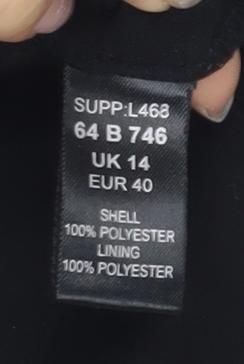 SUPP:L468
64 B 746
UK 14
EUR 40
SHELL
100% POLYESTER
LINING
100% POLYESTER